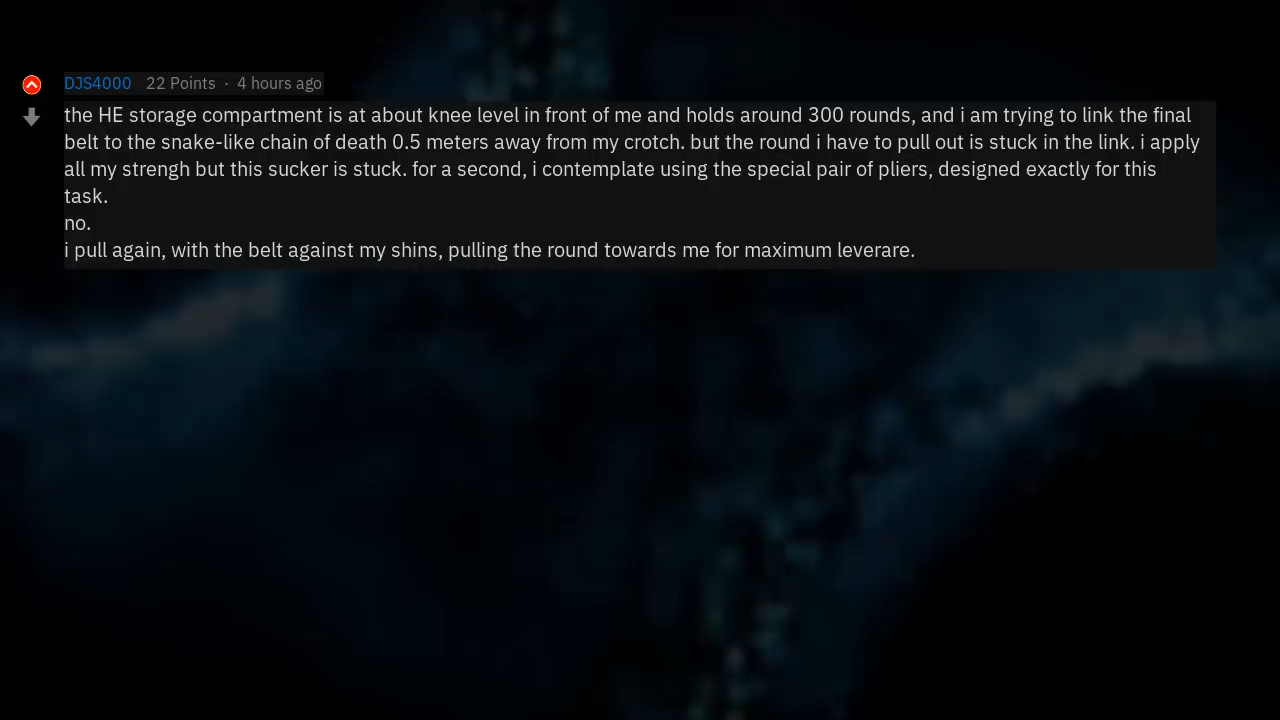 DJS4000 22 Points · 4 hours ago
the HE storage compartment is at about knee level in front of me and holds around 300 rounds, and i am trying to link the final
belt to the snake-like chain of death 0.5 meters away from my crotch. but the round i have to pull out is stuck in the link. i apply
all my strengh but this sucker is stuck. for a second, i contemplate using the special pair of pliers, designed exactly for this
task.
no.
i pull again, with the belt against my shins, pulling the round towards me for maximum leverare.